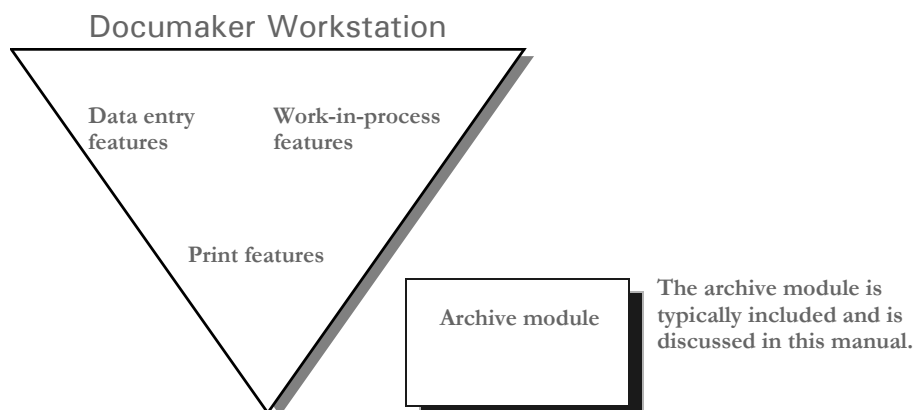 Documaker Workstation
Data entry
features
Work-in-process
features
Print features
Archive module
The archive module is
typically included and is
discussed in this manual.